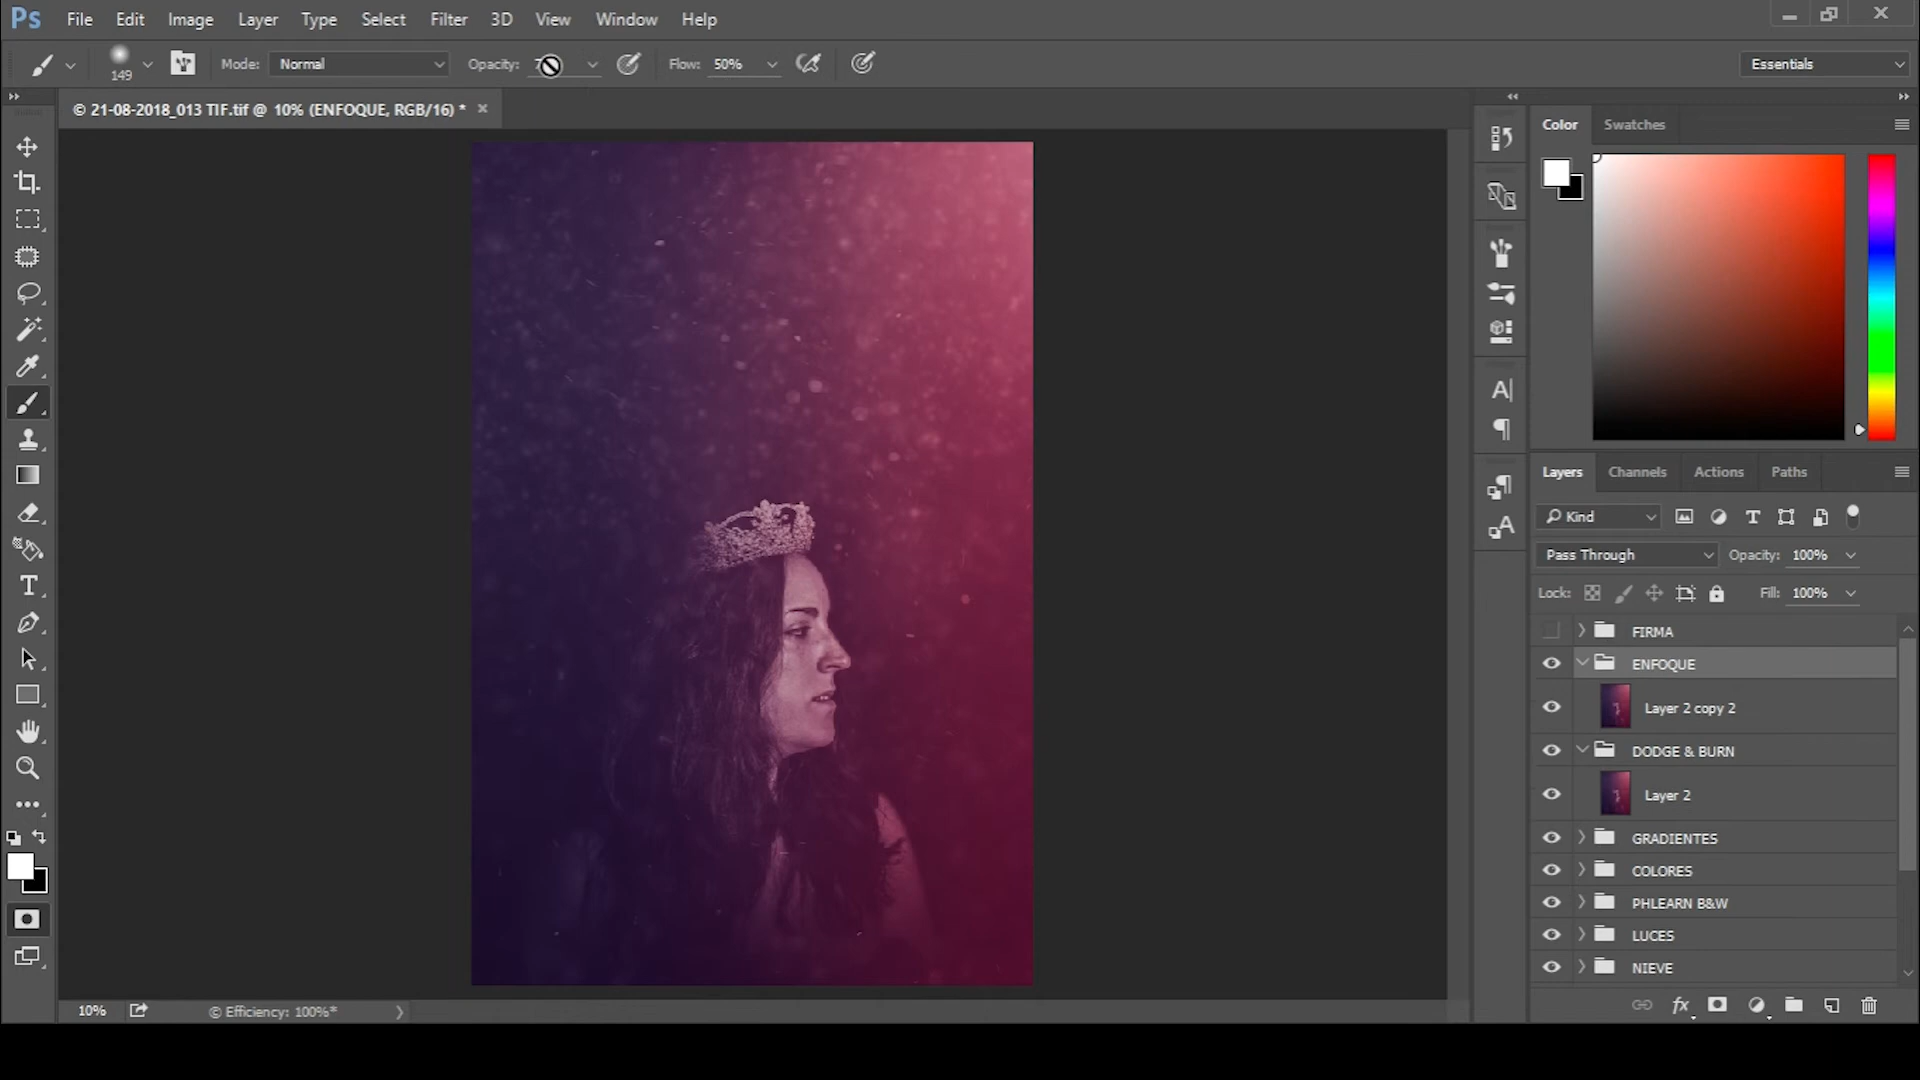 Ps File Edit Image Layer Type Select Filter 3D View Window Help
149 Mode: Normal Opacity: Flow: 50% Essentials
© 21-08-2018_013 TIF.tif @ 10% (ENFOQUE, RGB/16) * ×
Color Swatches
Layers Channels Actions Paths
Kind
Pass Through Opacity: 100%
Lock: Fill: 100%
FIRMA
ENFOQUE
Layer 2 copy 2
DODGE & BURN
Layer 2
GRADIENTES
COLORES
PHLEARN B&W
LUCES
NIEVE
fx
10% © Efficiency: 100%*